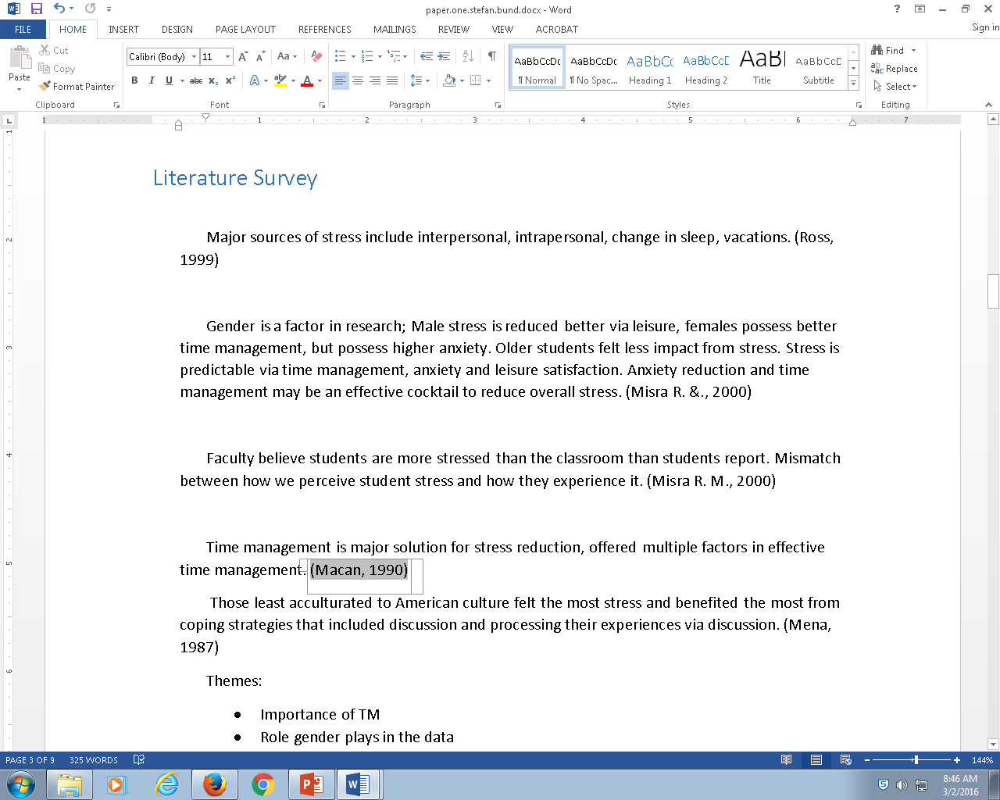 paper.one.stefan.bund.docx - Word
FILE HOME INSERT DESIGN PAGE LAYOUT REFERENCES MAILINGS REVIEW VIEW ACROBAT Sign in
Paste
Cut
Copy
Format Painter
Calibri (Body) 11
Clipboard
Font
Paragraph
AaBbCcDc AaBbCcDc AaBbCc AaBbCcD AaBl AaBbCcD
¶ Normal ¶ No Spac... Heading 1 Heading 2 Title Subtitle
Styles
Find
Replace
Select
Editing
1 1 2 3 4 5 6 7
Literature Survey
Major sources of stress include interpersonal, intrapersonal, change in sleep, vacations. (Ross,
1999)
Gender is a factor in research; Male stress is reduced better via leisure, females possess better
time management, but possess higher anxiety. Older students felt less impact from stress. Stress is
predictable via time management, anxiety and leisure satisfaction. Anxiety reduction and time
management may be an effective cocktail to reduce overall stress. (Misra R. &., 2000)
Faculty believe students are more stressed than the classroom than students report. Mismatch
between how we perceive student stress and how they experience it. (Misra R. M., 2000)
Time management is major solution for stress reduction, offered multiple factors in effective
time management. (Macan, 1990)
Those least acculturated to American culture felt the most stress and benefited the most from
coping strategies that included discussion and processing their experiences via discussion. (Mena,
1987)
Themes:
• Importance of TM
• Role gender plays in the data
PAGE 3 OF 9 325 WORDS 144%
8:46 AM
3/2/2016